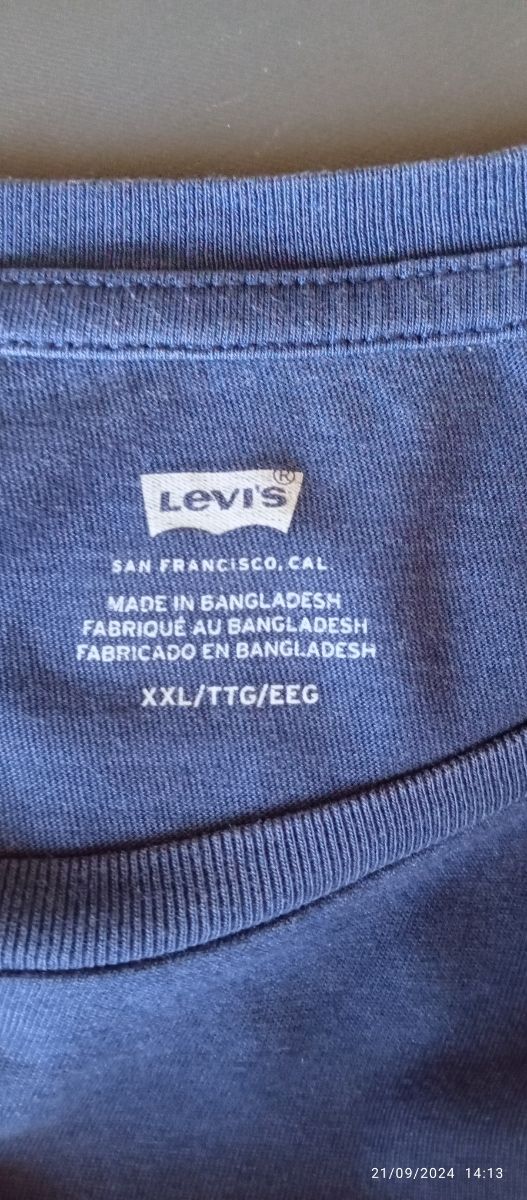 LEVI'S®
SAN FRANCISCO, CAL
MADE IN BANGLADESH
FABRIQUÉ AU BANGLADESH
FABRICADO EN BANGLADESH
XXL/TTG/EEG
21/09/2024 14:13